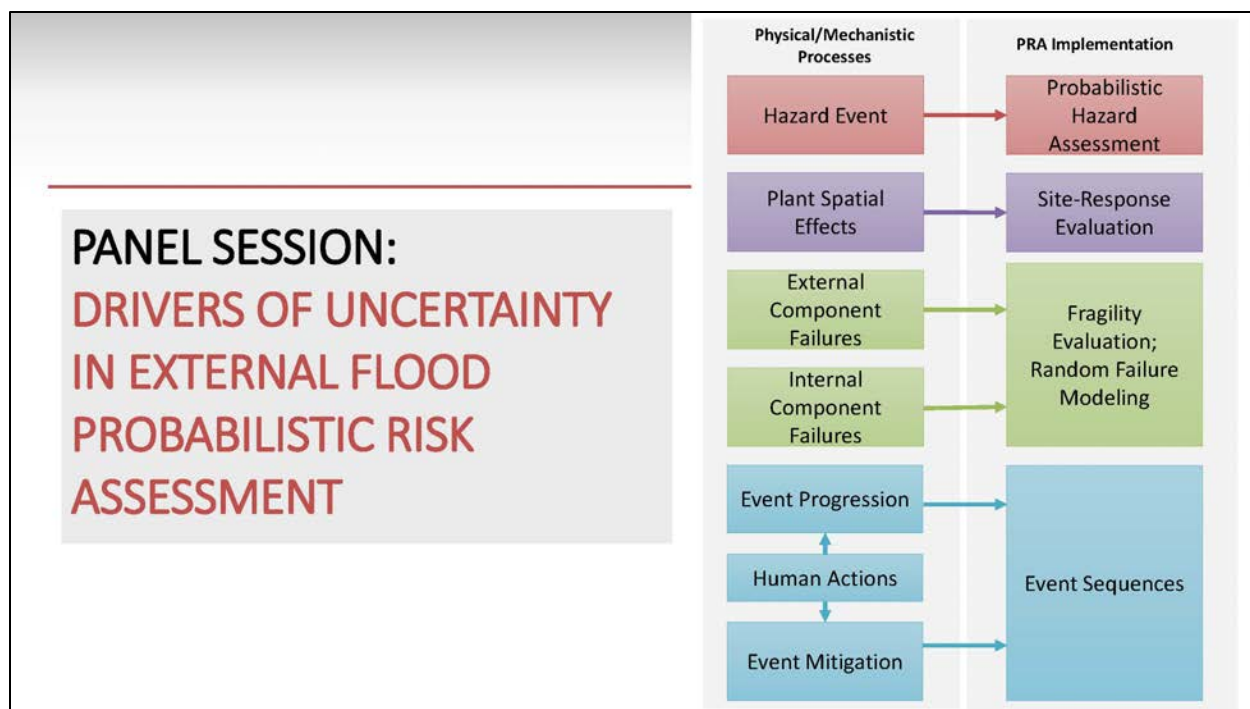 PANEL SESSION:
DRIVERS OF UNCERTAINTY
IN EXTERNAL FLOOD
PROBABILISTIC RISK
ASSESSMENT
Physical/Mechanistic
Processes
PRA Implementation
Hazard Event
Probabilistic
Hazard
Assessment
Plant Spatial
Effects
Site-Response
Evaluation
External
Component
Failures
Internal
Component
Failures
Fragility
Evaluation;
Random Failure
Modeling
Event Progression
Human Actions
Event Mitigation
Event Sequences